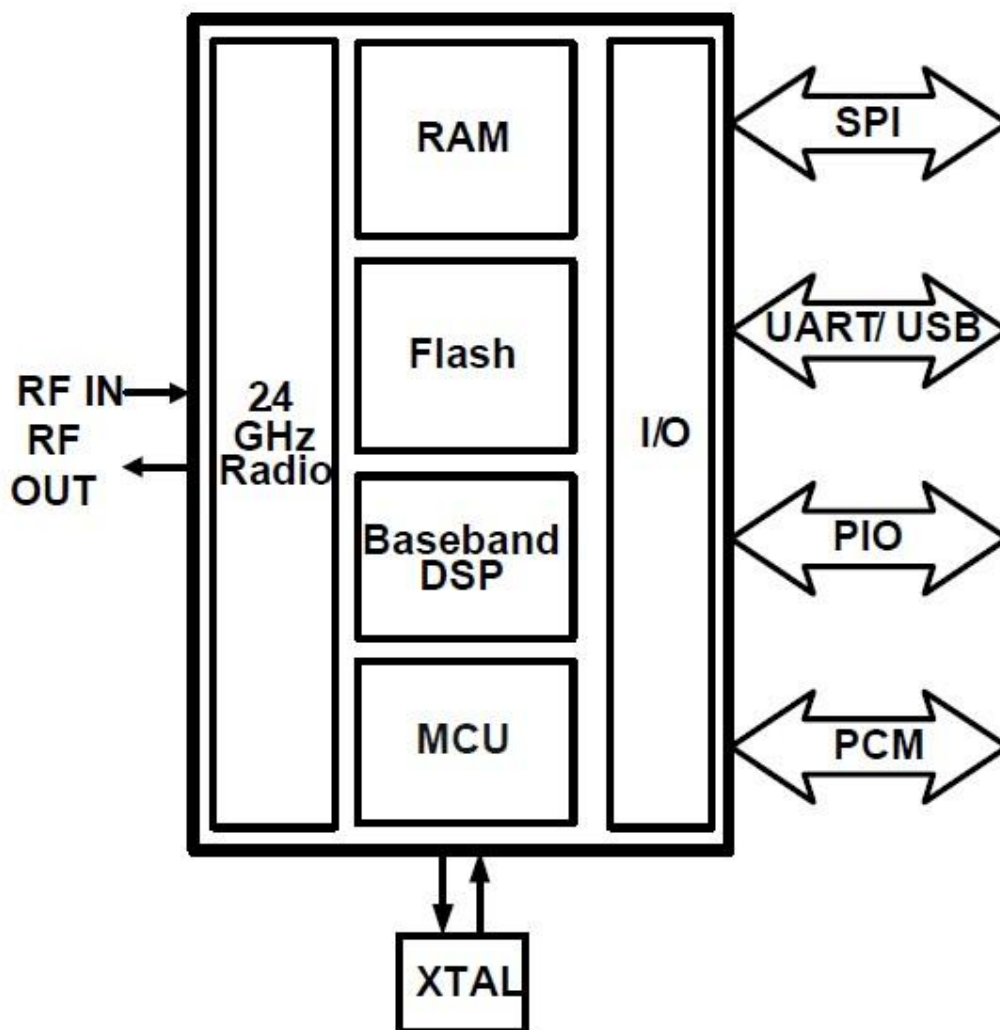 RAM
SPI
Flash
UART/ USB
RF IN
RF
OUT
24
GHz
Radio
I/O
Baseband
DSP
PIO
MCU
PCM
XTAL